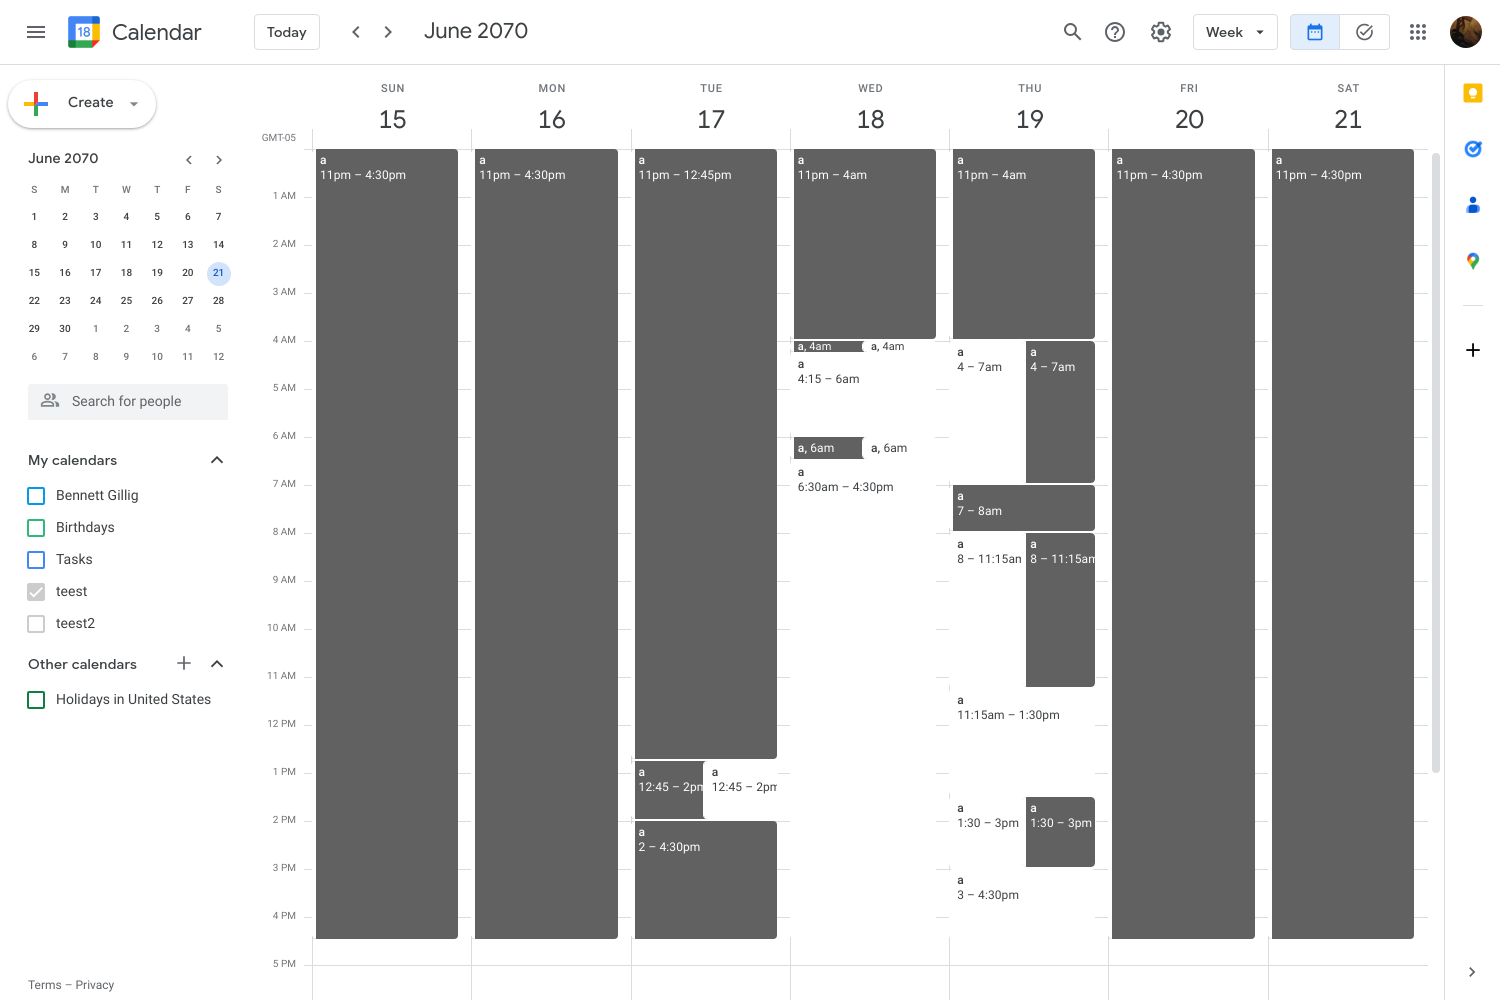 18 Calendar Today June 2070 Week
Create
June 2070
S M T W T F S
1 2 3 4 5 6 7
8 9 10 11 12 13 14
15 16 17 18 19 20 21
22 23 24 25 26 27 28
29 30 1 2 3 4 5
6 7 8 9 10 11 12
Search for people
My calendars
Bennett Gillig
Birthdays
Tasks
teest
teest2
Other calendars
Holidays in United States
Terms – Privacy
SUN MON TUE WED THU FRI SAT
15 16 17 18 19 20 21
GMT-05
1 AM
2 AM
3 AM
4 AM
5 AM
6 AM
7 AM
8 AM
9 AM
10 AM
11 AM
12 PM
1 PM
2 PM
3 PM
4 PM
5 PM
a
11pm – 4:30pm
a
11pm – 4:30pm
a
11pm – 12:45pm
a
12:45 – 2pm
a
12:45 – 2pm
a
2 – 4:30pm
a
11pm – 4am
a, 4am
a, 4am
a
4:15 – 6am
a, 6am
a, 6am
a
6:30am – 4:30pm
a
11pm – 4am
a
4 – 7am
a
4 – 7am
a
7 – 8am
a
8 – 11:15am
a
8 – 11:15am
a
11:15am – 1:30pm
a
1:30 – 3pm
a
1:30 – 3pm
a
3 – 4:30pm
a
11pm – 4:30pm
a
11pm – 4:30pm